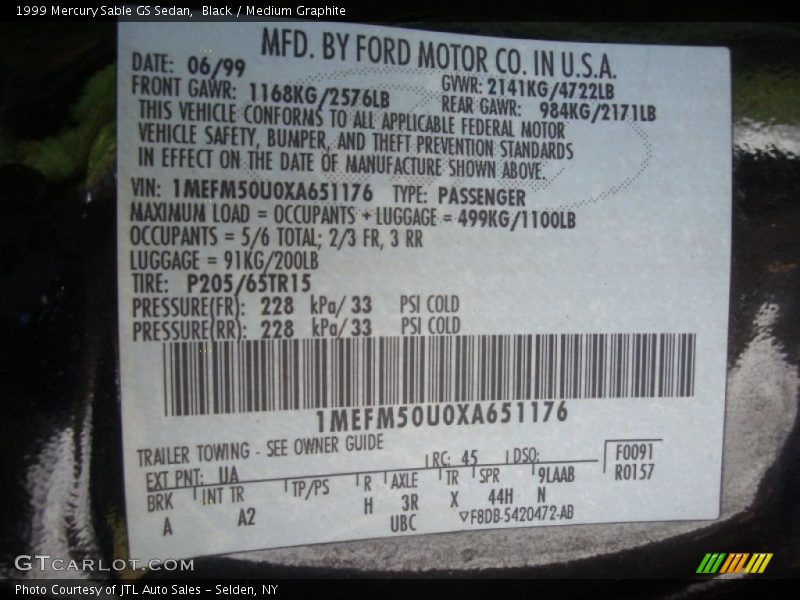 1999 Mercury Sable GS Sedan, Black / Medium Graphite
MFD. BY FORD MOTOR CO. IN U.S.A.
DATE: 06/99
GVWR: 2141KG/4722LB
FRONT GAWR: 1168KG/2576LB
REAR GAWR: 984KG/2171LB
THIS VEHICLE CONFORMS TO ALL APPLICABLE FEDERAL MOTOR
VEHICLE SAFETY, BUMPER, AND THEFT PREVENTION STANDARDS
IN EFFECT ON THE DATE OF MANUFACTURE SHOWN ABOVE.
VIN: 1MEFM50U0XA651176 TYPE: PASSENGER
MAXIMUM LOAD = OCCUPANTS + LUGGAGE = 499KG/1100LB
OCCUPANTS = 5/6 TOTAL; 2/3 FR, 3 RR
LUGGAGE = 91KG/200LB
TIRE: P205/65TR15
PRESSURE(FR): 228 kPa/ 33 PSI COLD
PRESSURE(RR): 228 kPa/ 33 PSI COLD
1MEFM50U0XA651176
TRAILER TOWING - SEE OWNER GUIDE
EXT PNT: UA RC: 45 DSO: F0091
R0157
BRK INT TR TP/PS R AXLE TR SPR 9LAAB
A A2 H 3R X 44H N
UBC ▽F8DB-5420472-AB
GTCARLOT.COM
Photo Courtesy of JTL Auto Sales - Selden, NY